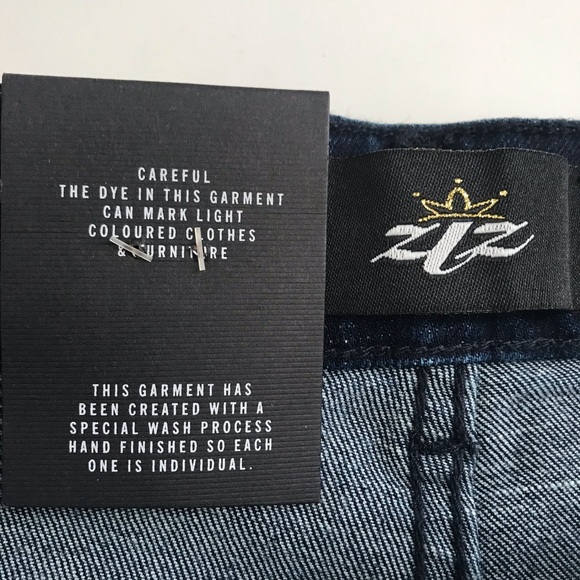 CAREFUL
THE DYE IN THIS GARMENT
CAN MARK LIGHT
COLOURED CLOTHES
& FURNITURE
THIS GARMENT HAS
BEEN CREATED WITH A
SPECIAL WASH PROCESS
HAND FINISHED SO EACH
ONE IS INDIVIDUAL.